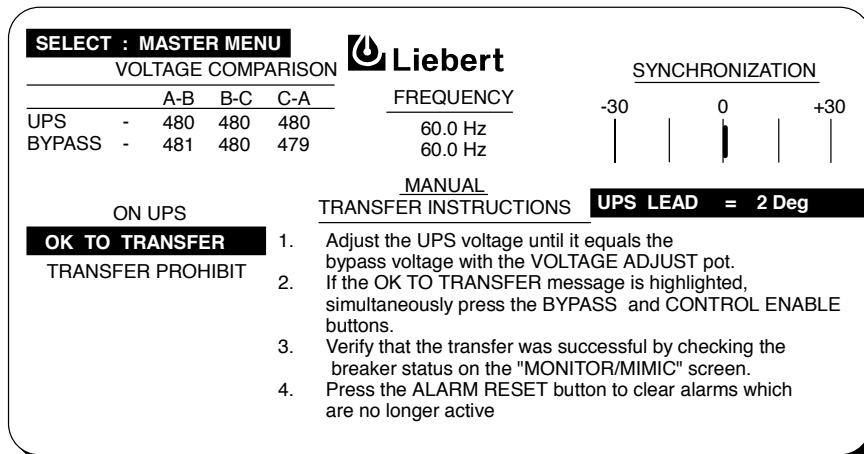 SELECT : MASTER MENU
Liebert
VOLTAGE COMPARISON
A-B B-C C-A
UPS - 480 480 480
BYPASS - 481 480 479
FREQUENCY
60.0 Hz
60.0 Hz
SYNCHRONIZATION
-30 0 +30
UPS LEAD = 2 Deg
ON UPS
OK TO TRANSFER
TRANSFER PROHIBIT
MANUAL
TRANSFER INSTRUCTIONS
1. Adjust the UPS voltage until it equals the
bypass voltage with the VOLTAGE ADJUST pot.
2. If the OK TO TRANSFER message is highlighted,
simultaneously press the BYPASS and CONTROL ENABLE
buttons.
3. Verify that the transfer was successful by checking the
breaker status on the "MONITOR/MIMIC" screen.
4. Press the ALARM RESET button to clear alarms which
are no longer active